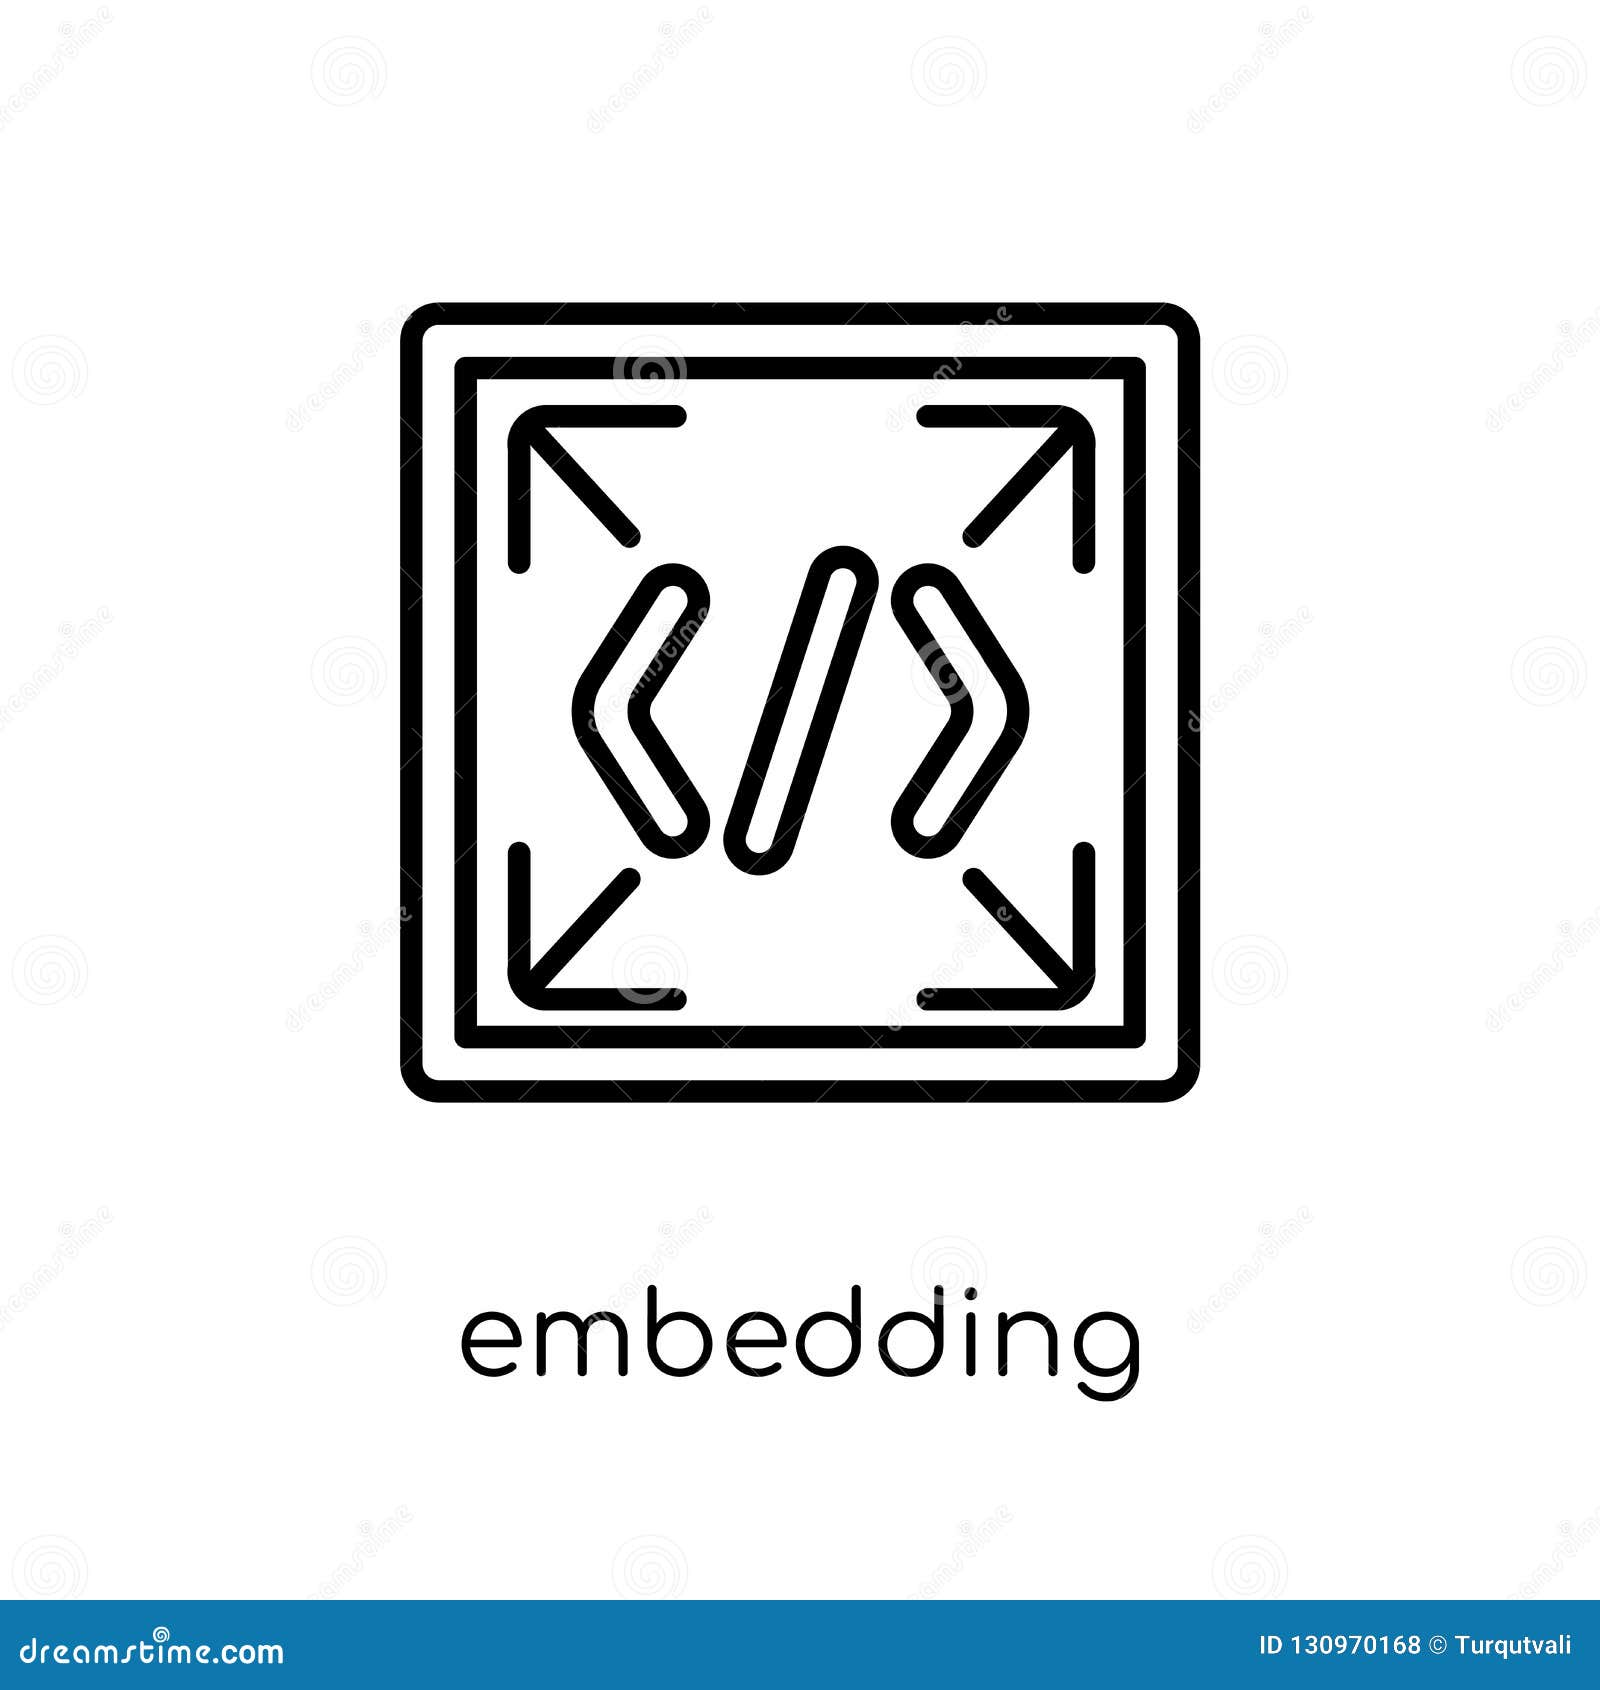 </>
embedding
dreamstime.com
ID 130970168 © Turqutvali